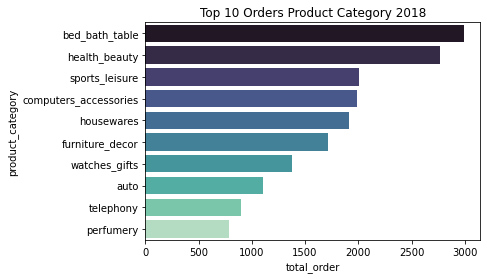 Top 10 Orders Product Category 2018
product_category
bed_bath_table
health_beauty
sports_leisure
computers_accessories
housewares
furniture_decor
watches_gifts
auto
telephony
perfumery
0 500 1000 1500 2000 2500 3000
total_order